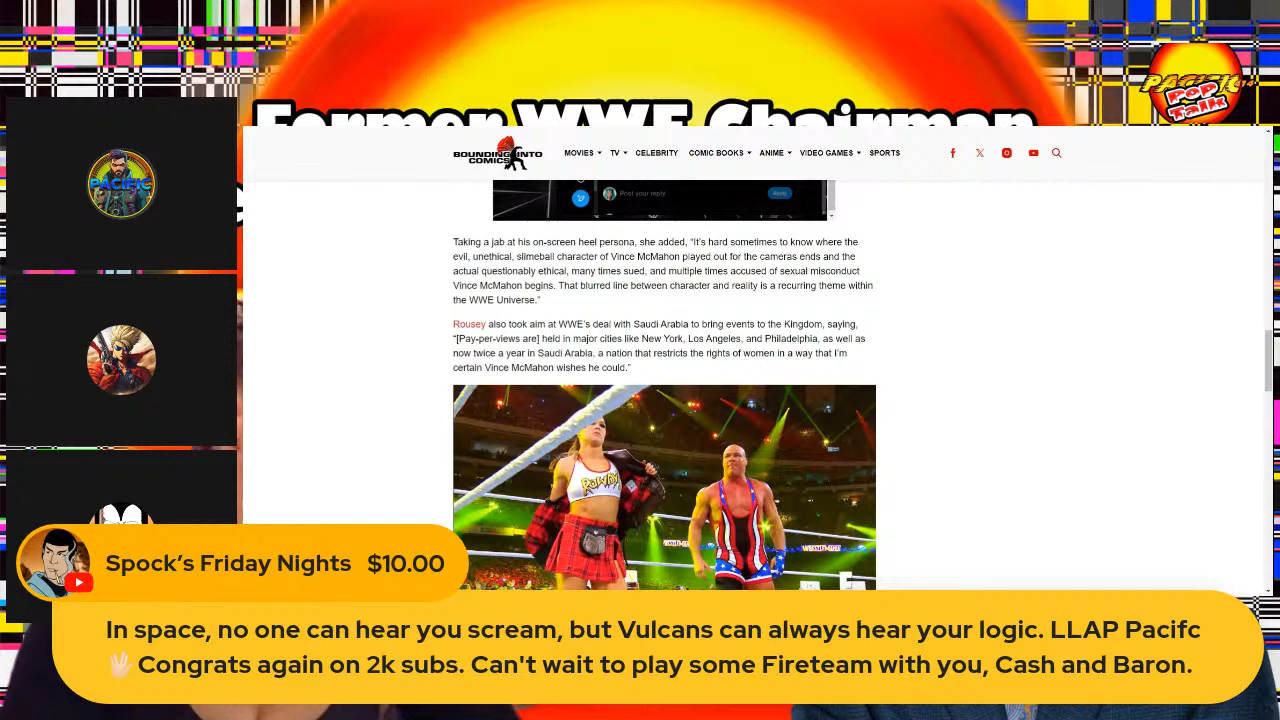 Former WWE Chairman
PACIFIC
Pop
Talk
BOUNDING INTO
COMICS
MOVIES TV CELEBRITY COMIC BOOKS ANIME VIDEO GAMES SPORTS
Post your reply
Reply
PACIFIC
Taking a jab at his on-screen heel persona, she added, “It’s hard sometimes to know where the
evil, unethical, slimeball character of Vince McMahon played out for the cameras ends and the
actual questionably ethical, many times sued, and multiple times accused of sexual misconduct
Vince McMahon begins. That blurred line between character and reality is a recurring theme within
the WWE Universe.”
Rousey also took aim at WWE’s deal with Saudi Arabia to bring events to the Kingdom, saying,
“[Pay-per-views are] held in major cities like New York, Los Angeles, and Philadelphia, as well as
now twice a year in Saudi Arabia, a nation that restricts the rights of women in a way that I’m
certain Vince McMahon wishes he could.”
ROWDY
Spock’s Friday Nights $10.00
In space, no one can hear you scream, but Vulcans can always hear your logic. LLAP Pacifc
🖖🏻Congrats again on 2k subs. Can't wait to play some Fireteam with you, Cash and Baron.